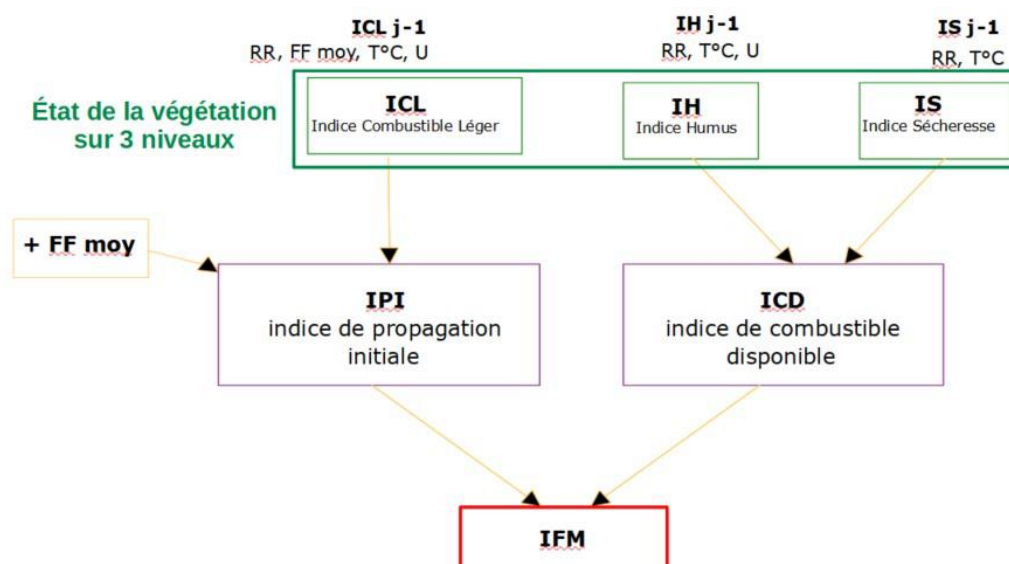 ICL j-1
RR, FF moy, T°C, U
IH j-1
RR, T°C, U
IS j-1
RR, T°C
État de la végétation
sur 3 niveaux
ICL
Indice Combustible Léger
IH
Indice Humus
IS
Indice Sécheresse
+ FF moy
IPI
indice de propagation
initiale
ICD
indice de combustible
disponible
IFM